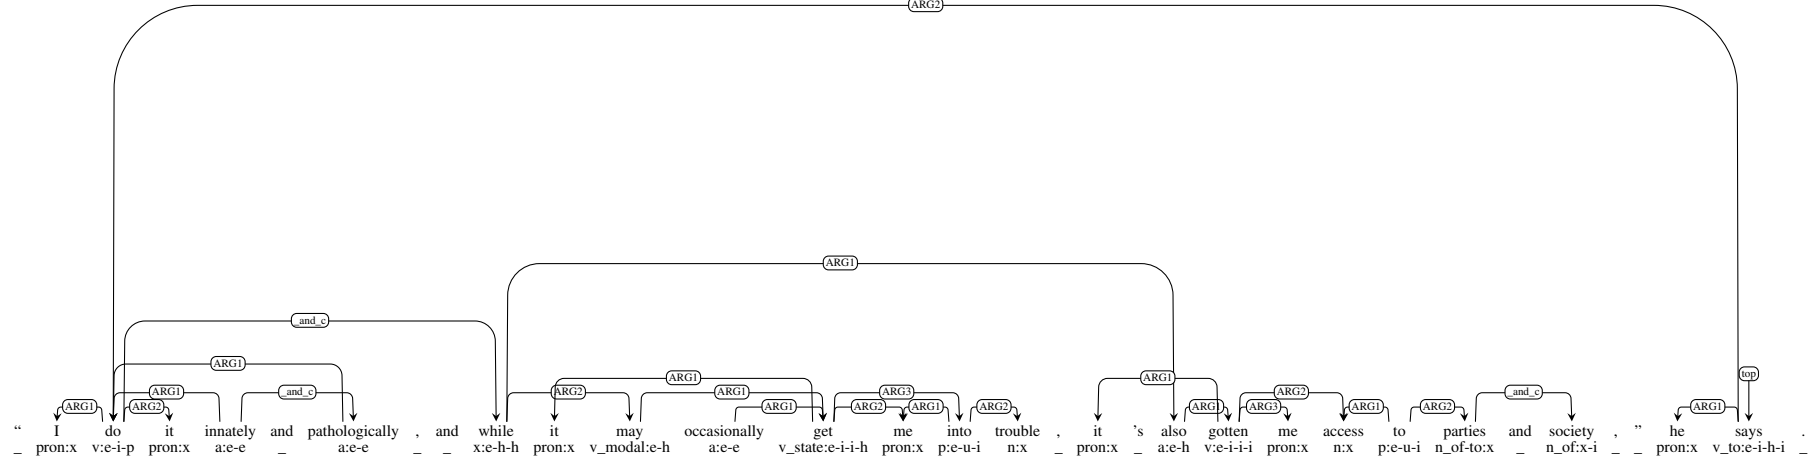 ARG2
ARG1
_and_c
ARG1 top
ARG1 ARG1
ARG1 _and_c ARG2 ARG1 ARG3 ARG2 _and_c
ARG1 ARG2 ARG1 ARG2 ARG1 ARG2 ARG1 ARG3 ARG1 ARG2 ARG1
“ I do it innately and pathologically , and while it may occasionally get me into trouble , it ’s also gotten me access to parties and society , ” he says .
_ pron:x v:e-i-p pron:x a:e-e _ a:e-e _ _ x:e-h-h pron:x v_modal:e-h a:e-e v_state:e-i-i-h pron:x p:e-u-i n:x _ pron:x _ a:e-h v:e-i-i-i pron:x n:x p:e-u-i n_of-to:x _ n_of:x-i _ _ pron:x v_to:e-i-h-i _